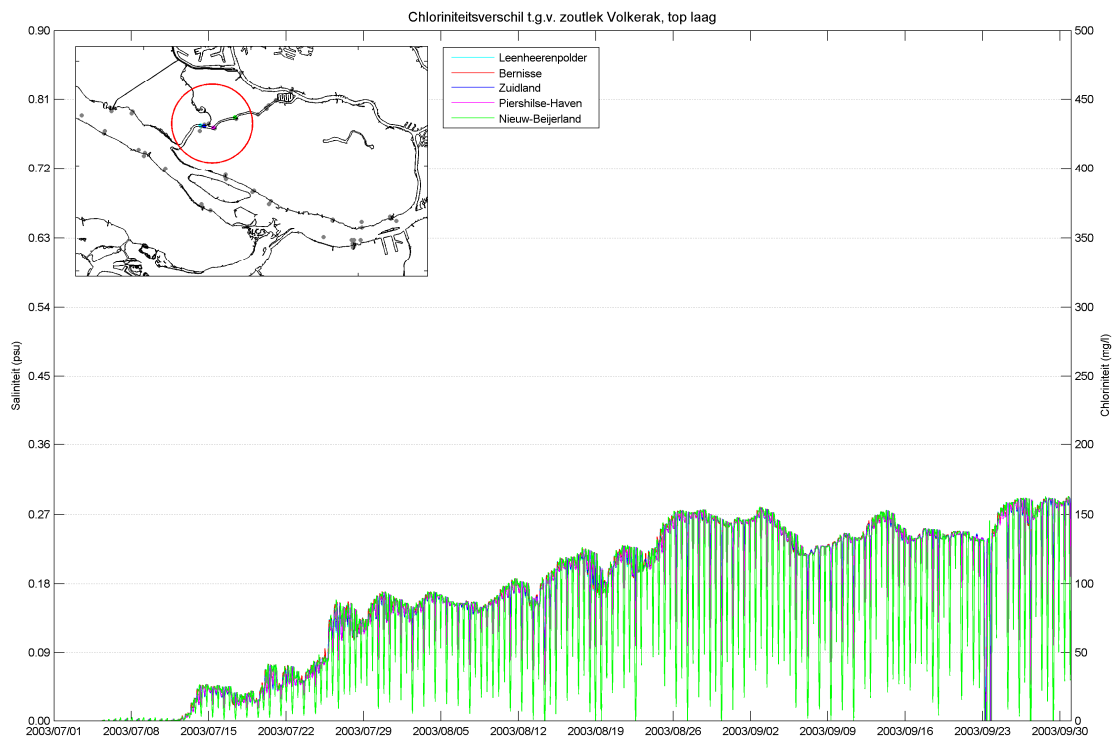 Chloriniteitsverschil t.g.v. zoutlek Volkerak, top laag
Leenheerenpolder
Bernisse
Zuidland
Piershilse-Haven
Nieuw-Beijerland
Saliniteit (psu)
0.90
0.81
0.72
0.63
0.54
0.45
0.36
0.27
0.18
0.09
0.00
Chloriniteit (mg/l)
500
450
400
350
300
250
200
150
100
50
0
2003/07/01 2003/07/08 2003/07/15 2003/07/22 2003/07/29 2003/08/05 2003/08/12 2003/08/19 2003/08/26 2003/09/02 2003/09/09 2003/09/16 2003/09/23 2003/09/30